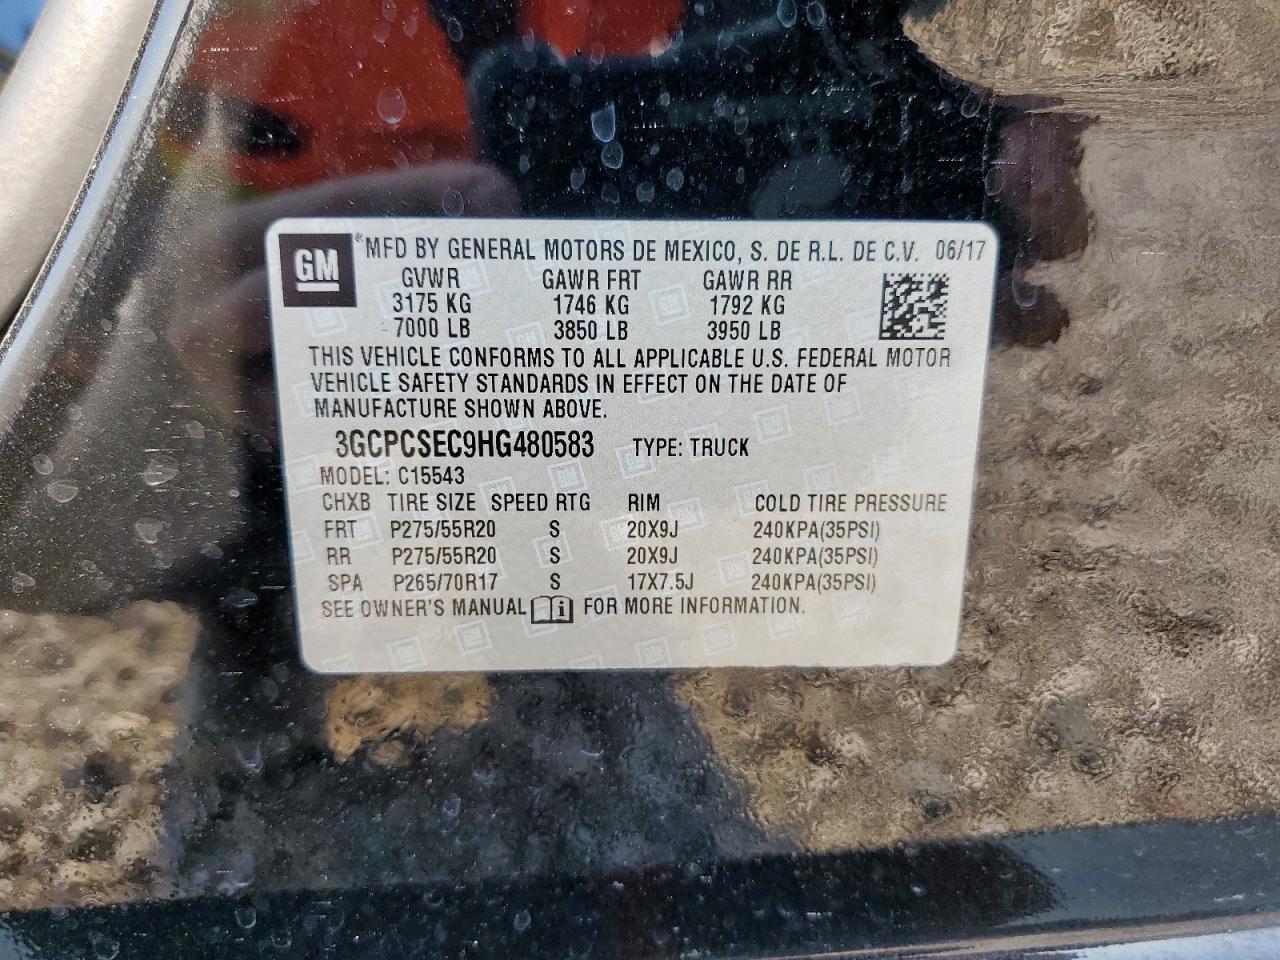 GM ® MFD BY GENERAL MOTORS DE MEXICO, S. DE R.L. DE C.V. 06/17
GVWR GAWR FRT GAWR RR
3175 KG 1746 KG 1792 KG
7000 LB 3850 LB 3950 LB
THIS VEHICLE CONFORMS TO ALL APPLICABLE U.S. FEDERAL MOTOR
VEHICLE SAFETY STANDARDS IN EFFECT ON THE DATE OF
MANUFACTURE SHOWN ABOVE.
3GCPCSEC9HG480583 TYPE: TRUCK
MODEL: C15543
CHXB TIRE SIZE SPEED RTG RIM COLD TIRE PRESSURE
FRT P275/55R20 S 20X9J 240KPA(35PSI)
RR P275/55R20 S 20X9J 240KPA(35PSI)
SPA P265/70R17 S 17X7.5J 240KPA(35PSI)
SEE OWNER'S MANUAL i FOR MORE INFORMATION.